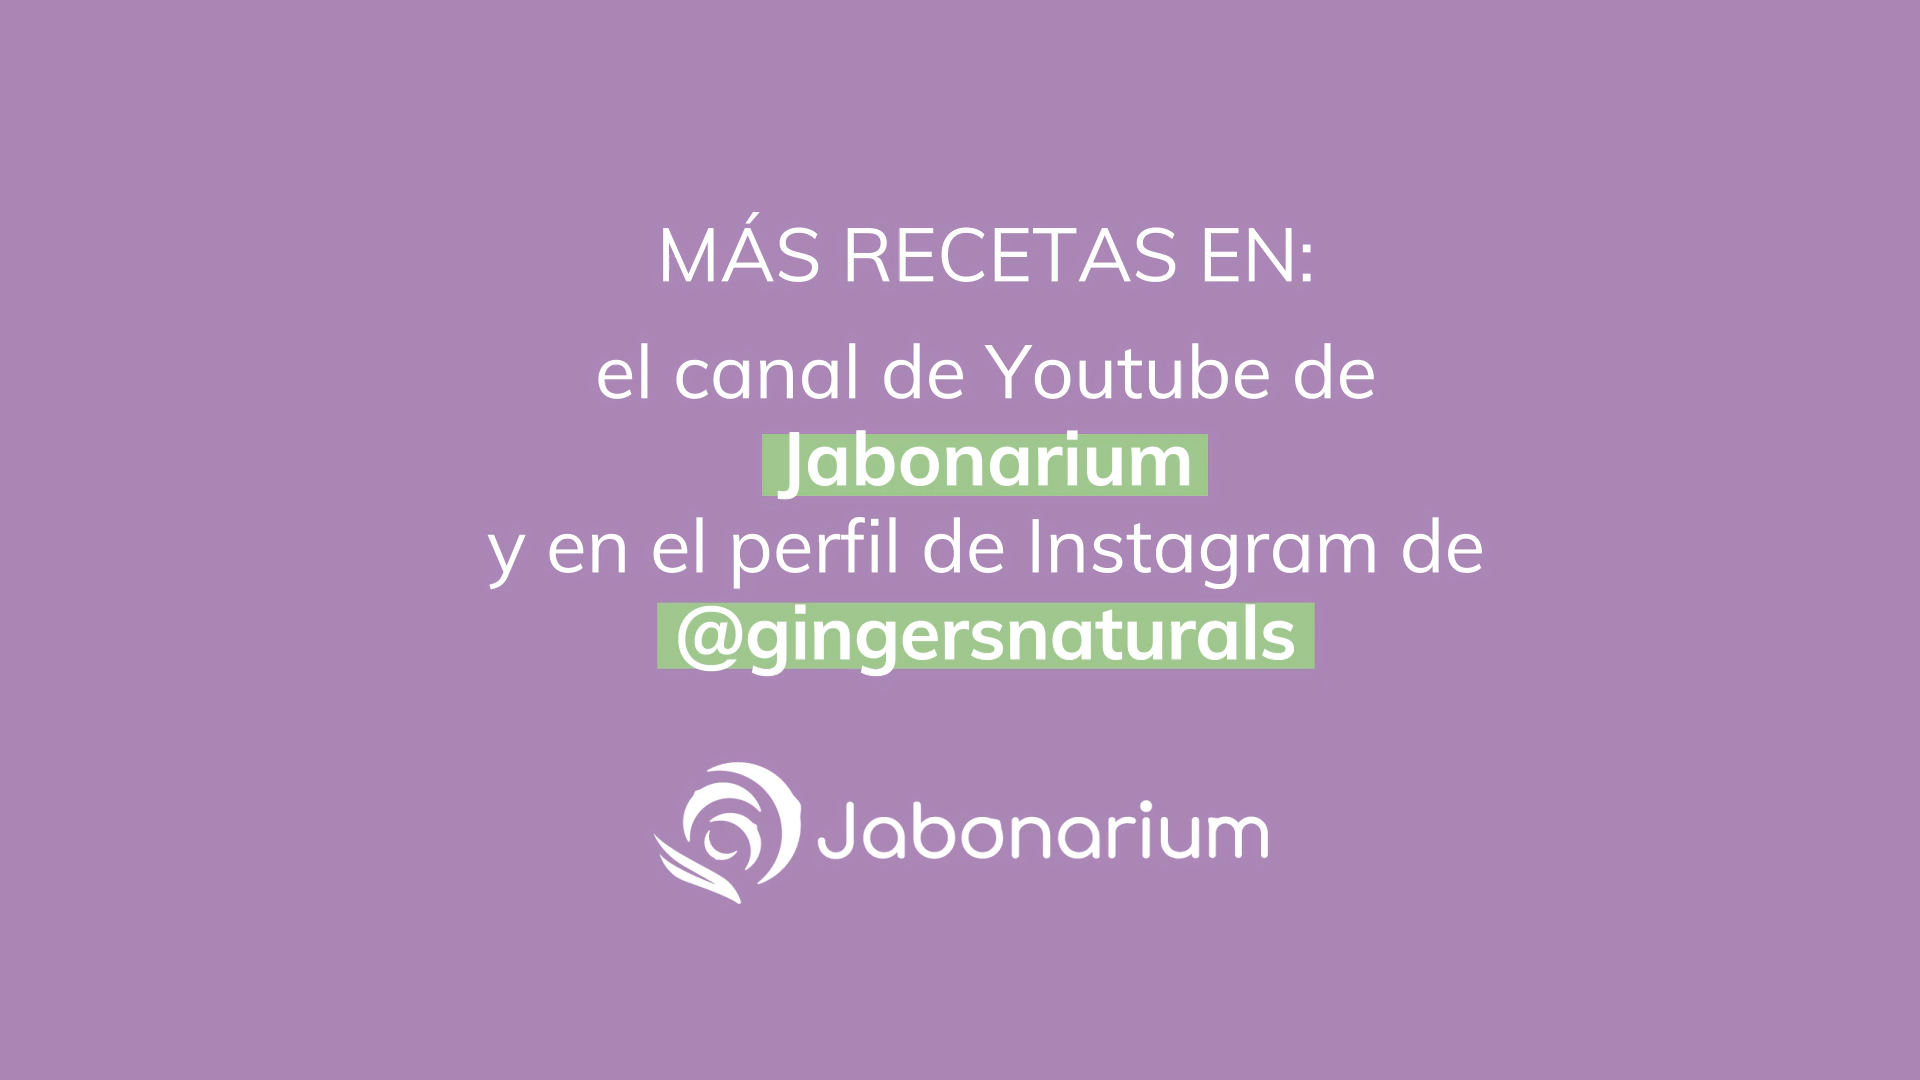 MÁS RECETAS EN:
el canal de Youtube de
Jabonarium
y en el perfil de Instagram de
@gingersnaturals
Jabonarium